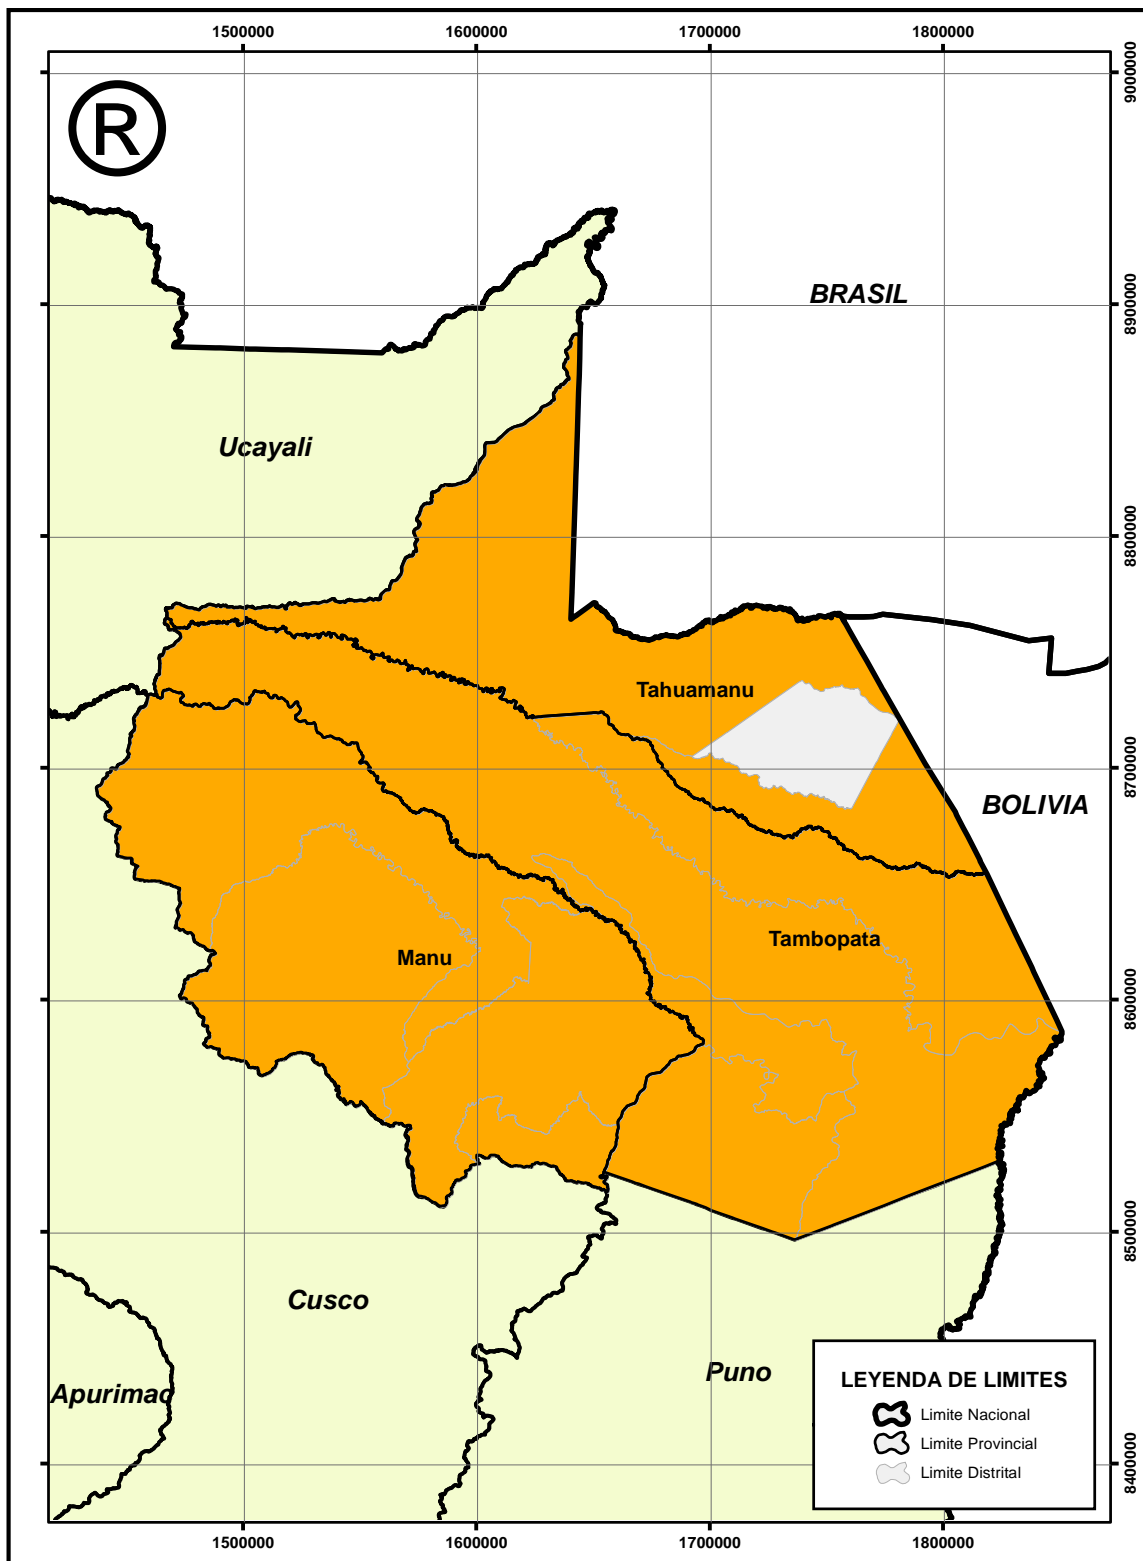 1500000 1600000 1700000 1800000
9000000
R
BRASIL
8900000
Ucayali
8800000
Tahuamanu
8700000
BOLIVIA
Tambopata
Manu
8600000
8500000
Cusco
Puno
Apurimac
LEYENDA DE LIMITES
Limite Nacional
Limite Provincial
Limite Distrital
8400000
1500000 1600000 1700000 1800000